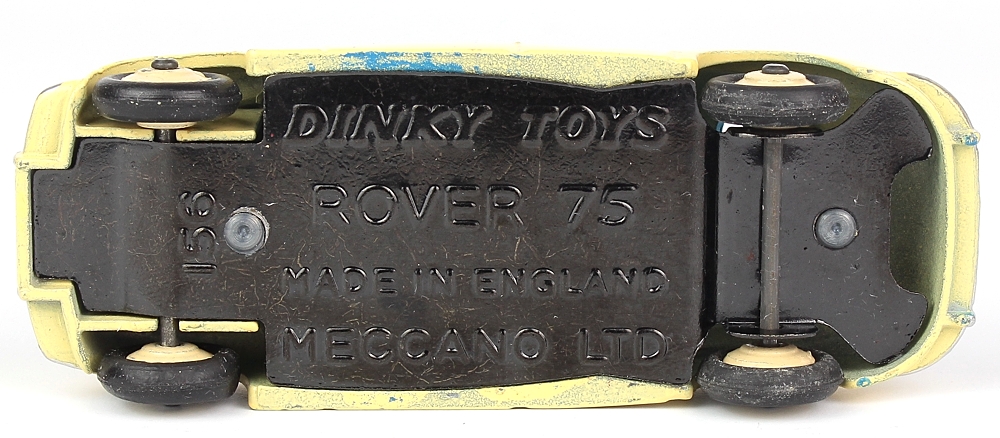 DINKY TOYS
ROVER 75
156
MADE IN ENGLAND
MECCANO LTD